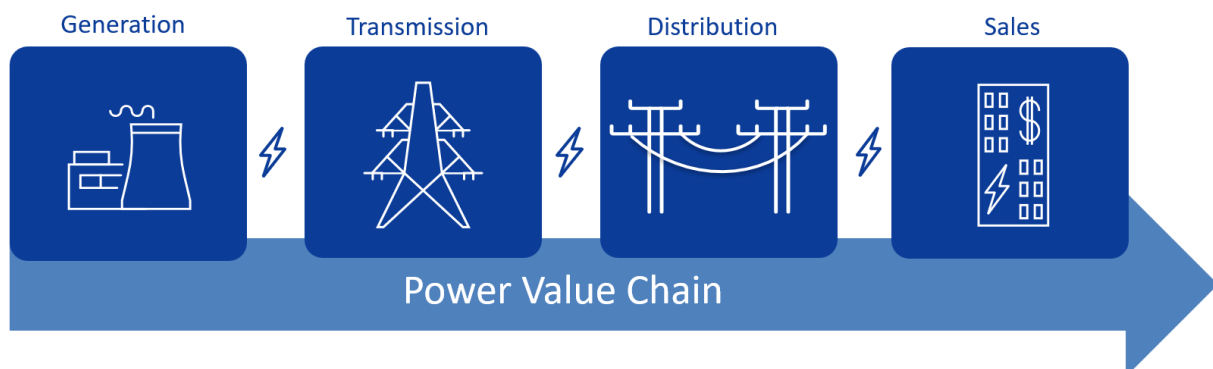 Generation
Transmission
Distribution
Sales
$
Power Value Chain